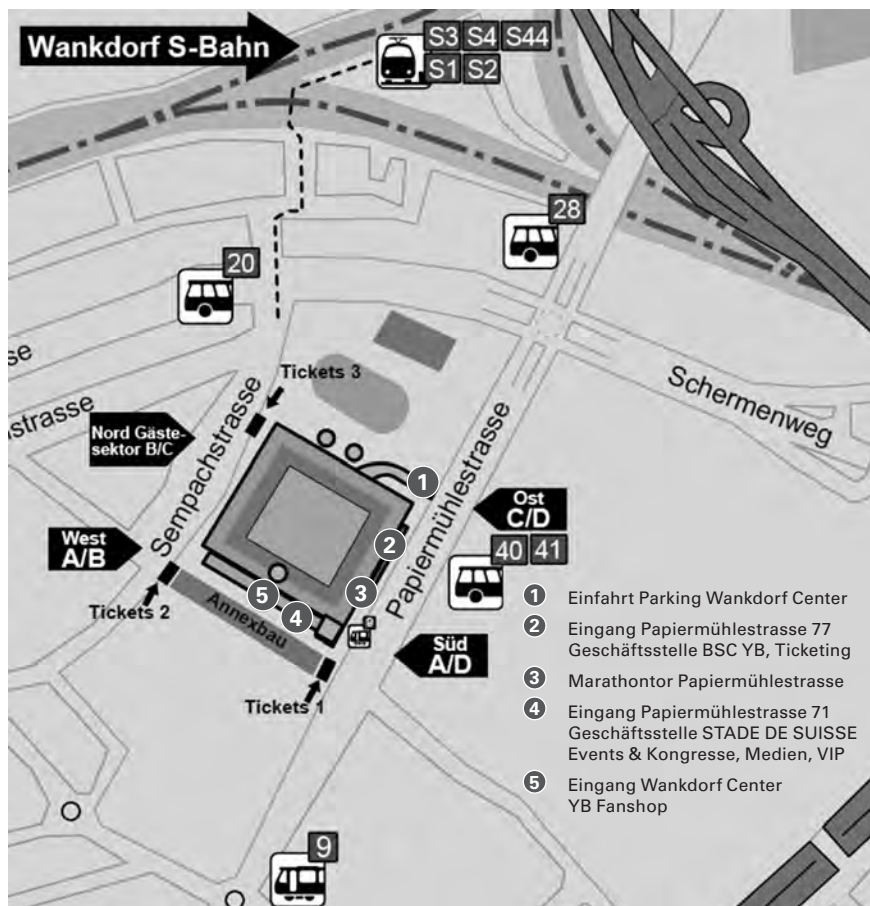 Wankdorf S-Bahn
S3 S4 S44
S1 S2
28
20
se
strasse
Tickets 3
Schermenweg
Nord Gäste-
sektor B/C
Sempachstrasse
Papiermühlestrasse
1
Ost
C/D
West
A/B
2
40 41
3
5
4
Tickets 2
Annexbau
Süd
A/D
Tickets 1
9
1 Einfahrt Parking Wankdorf Center
2 Eingang Papiermühlestrasse 77
Geschäftsstelle BSC YB, Ticketing
3 Marathontor Papiermühlestrasse
4 Eingang Papiermühlestrasse 71
Geschäftsstelle STADE DE SUISSE
Events & Kongresse, Medien, VIP
5 Eingang Wankdorf Center
YB Fanshop